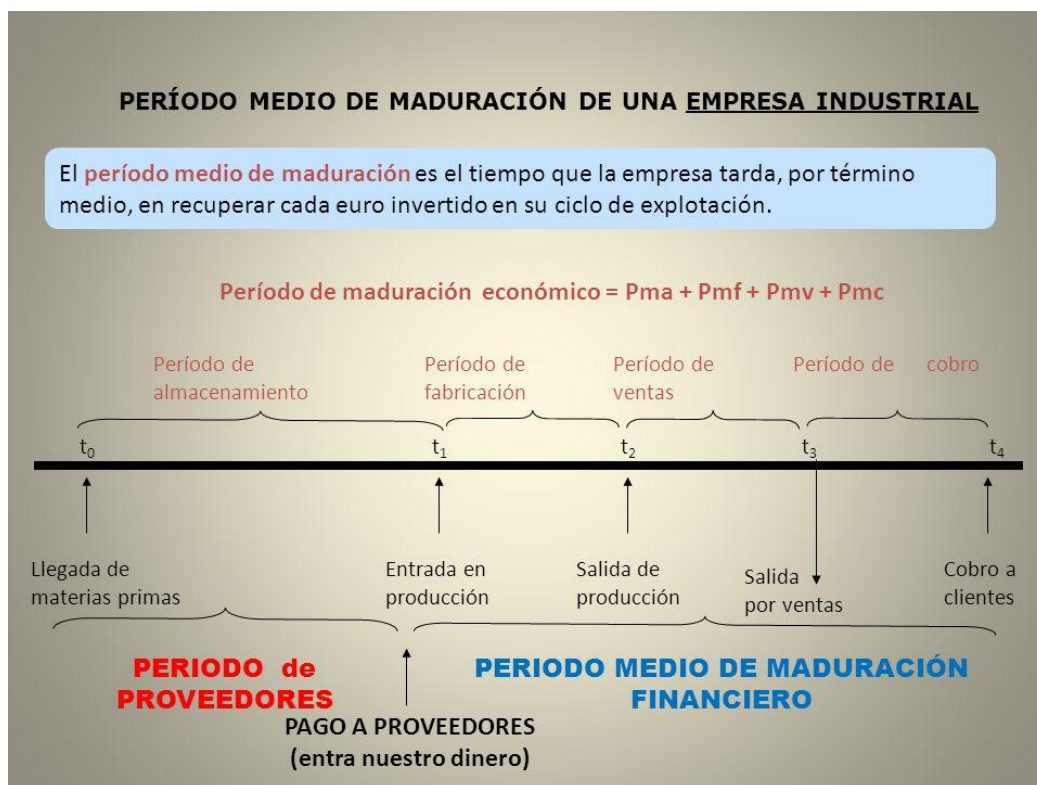 PERÍODO MEDIO DE MADURACIÓN DE UNA EMPRESA INDUSTRIAL
El período medio de maduración es el tiempo que la empresa tarda, por término
medio, en recuperar cada euro invertido en su ciclo de explotación.
Período de maduración económico = Pma + Pmf + Pmv + Pmc
Período de
almacenamiento
Período de
fabricación
Período de
ventas
Período de cobro
t0 t1 t2 t3 t4
Llegada de
materias primas
Entrada en
producción
Salida de
producción
Salida
por ventas
Cobro a
clientes
PERIODO de
PROVEEDORES
PERIODO MEDIO DE MADURACIÓN
FINANCIERO
PAGO A PROVEEDORES
(entra nuestro dinero)